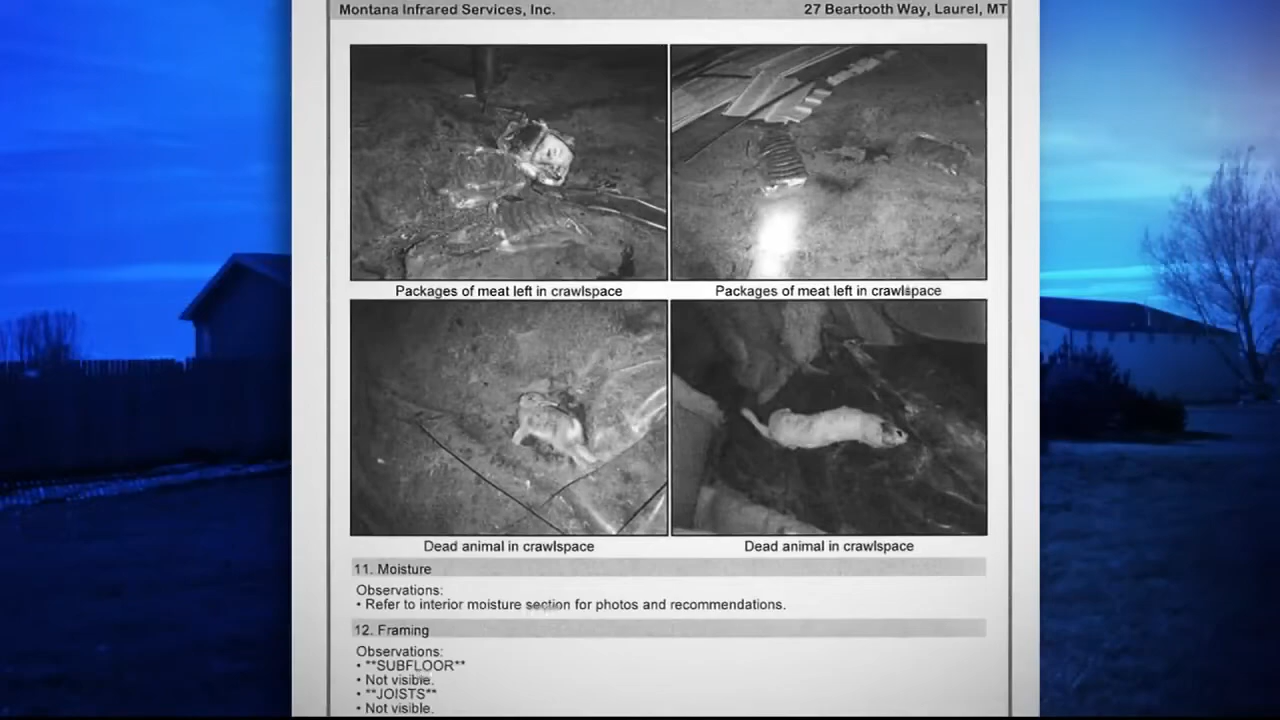 Montana Infrared Services, Inc. 27 Beartooth Way, Laurel, MT
Packages of meat left in crawlspace Packages of meat left in crawlspace
Dead animal in crawlspace Dead animal in crawlspace
11. Moisture
Observations:
• Refer to interior moisture section for photos and recommendations.
12. Framing
Observations:
• **SUBFLOOR**
• Not visible.
• **JOISTS**
• Not visible.